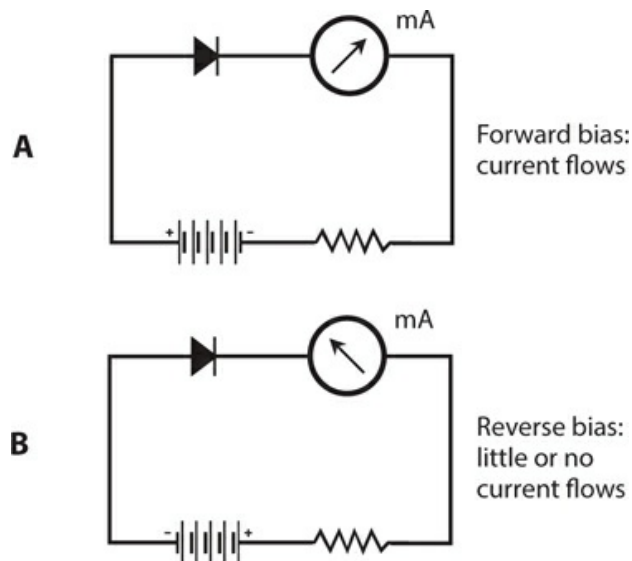 mA
A
Forward bias:
current flows
+ -
mA
B
Reverse bias:
little or no
current flows
- +